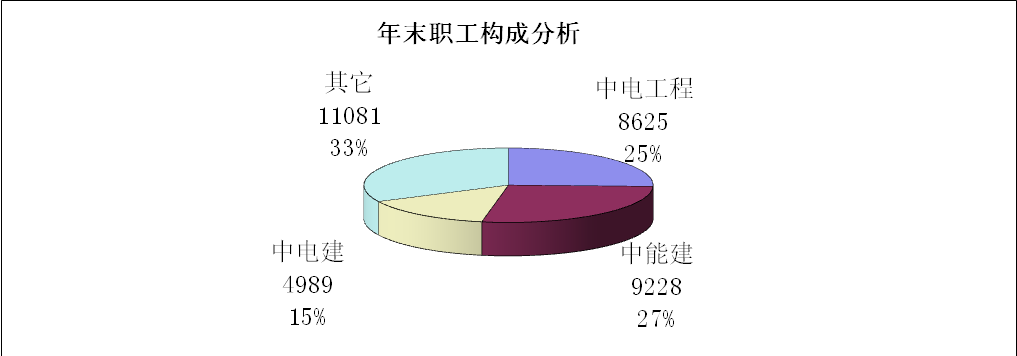 年末职工构成分析
其它
11081
33%
中电工程
8625
25%
中电建
4989
15%
中能建
9228
27%